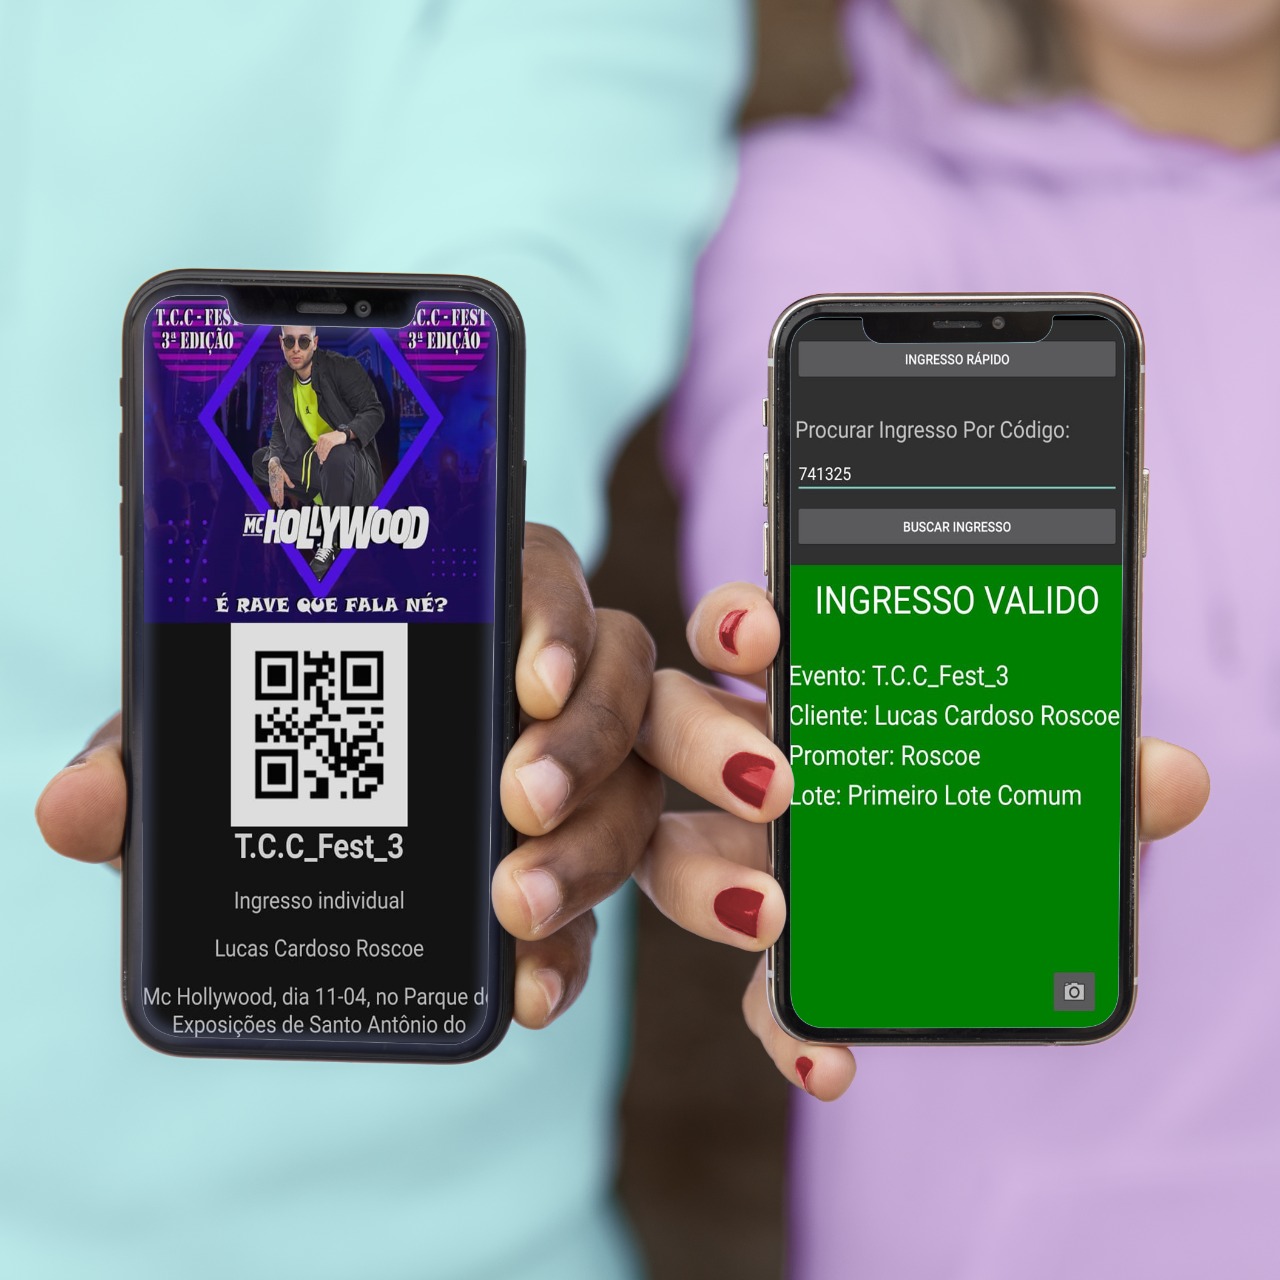 T.C.C - FEST
3ª EDIÇÃO
.C.C - FEST
3ª EDIÇÃO
MC HOLLYWOOD
É RAVE QUE FALA NÉ?
T.C.C_Fest_3
Ingresso individual
Lucas Cardoso Roscoe
Mc Hollywood, dia 11-04, no Parque de
Exposições de Santo Antônio do
INGRESSO RÁPIDO
Procurar Ingresso Por Código:
741325
BUSCAR INGRESSO
INGRESSO VALIDO
Evento: T.C.C_Fest_3
Cliente: Lucas Cardoso Roscoe
Promoter: Roscoe
Lote: Primeiro Lote Comum